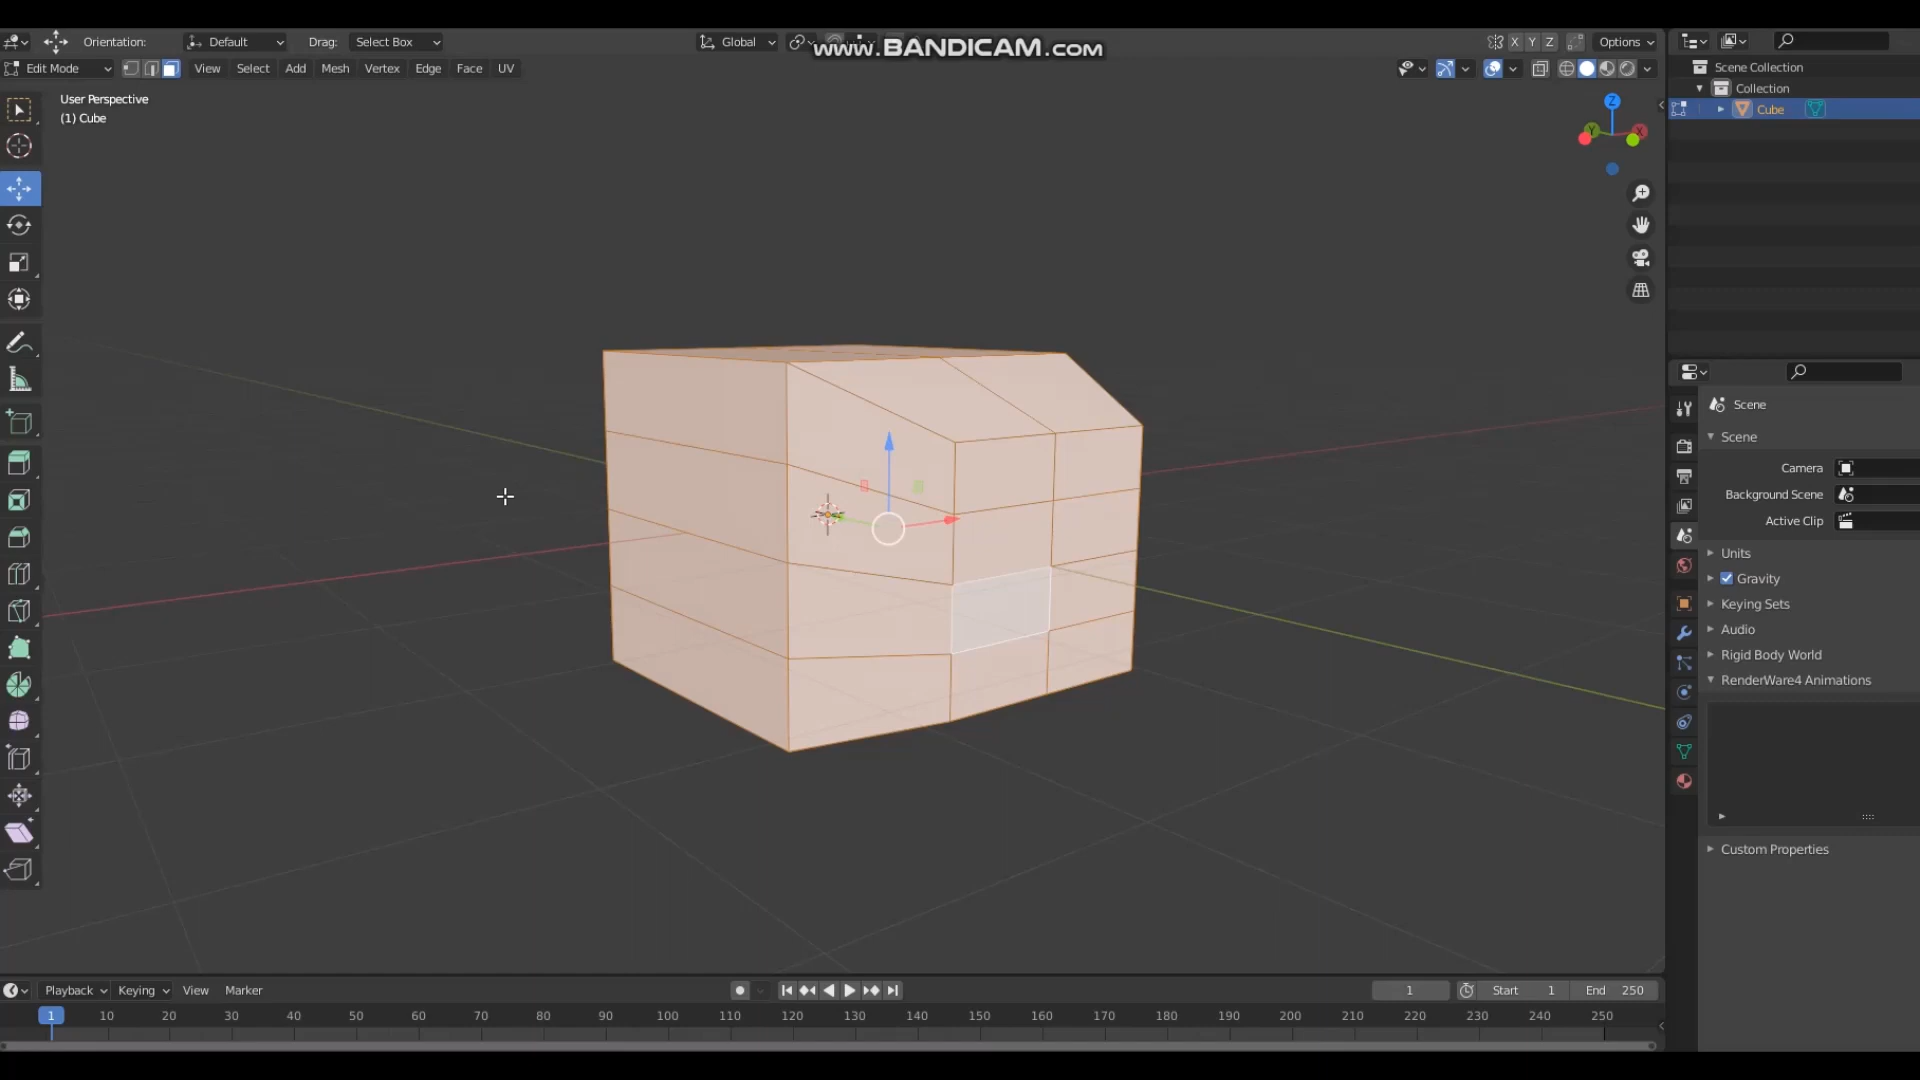 www.BANDICAM.com
Orientation: Default Drag: Select Box Global X Y Z Options
Edit Mode View Select Add Mesh Vertex Edge Face UV
User Perspective
(1) Cube
Z
Y
X
Scene Collection
Collection
Cube
Scene
Scene
Camera
Background Scene
Active Clip
Units
Gravity
Keying Sets
Audio
Rigid Body World
RenderWare4 Animations
Custom Properties
Playback Keying View Marker 1 Start 1 End 250
1 10 20 30 40 50 60 70 80 90 100 110 120 130 140 150 160 170 180 190 200 210 220 230 240 250